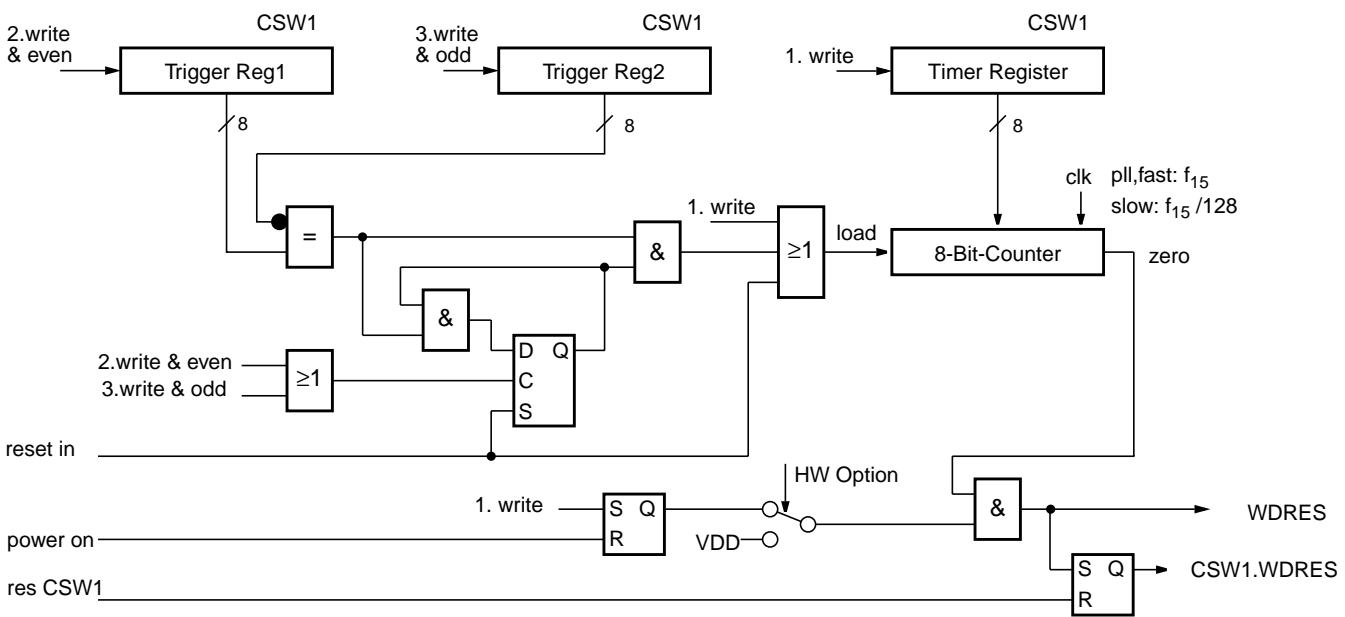 CSW1
CSW1
CSW1
2.write
& even
3.write
& odd
1. write
Trigger Reg1
Trigger Reg2
Timer Register
8
8
8
clk
pll,fast: f15
slow: f15 /128
1. write
=
&
≥1
load
8-Bit-Counter
zero
&
2.write & even
3.write & odd
≥1
D Q
C
S
reset in
HW Option
1. write
S Q
R
&
WDRES
power on
VDD
S Q
R
CSW1.WDRES
res CSW1